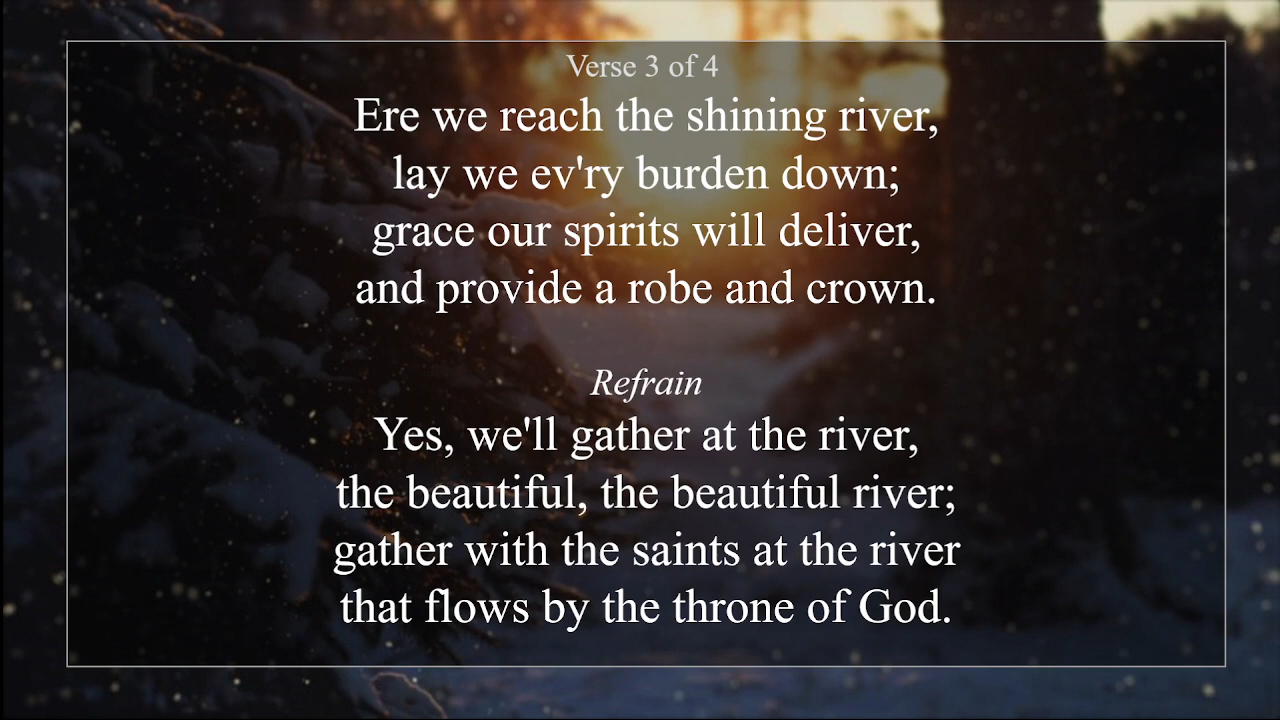 Verse 3 of 4
Ere we reach the shining river,
lay we ev'ry burden down;
grace our spirits will deliver,
and provide a robe and crown.
Refrain
Yes, we'll gather at the river,
the beautiful, the beautiful river;
gather with the saints at the river
that flows by the throne of God.